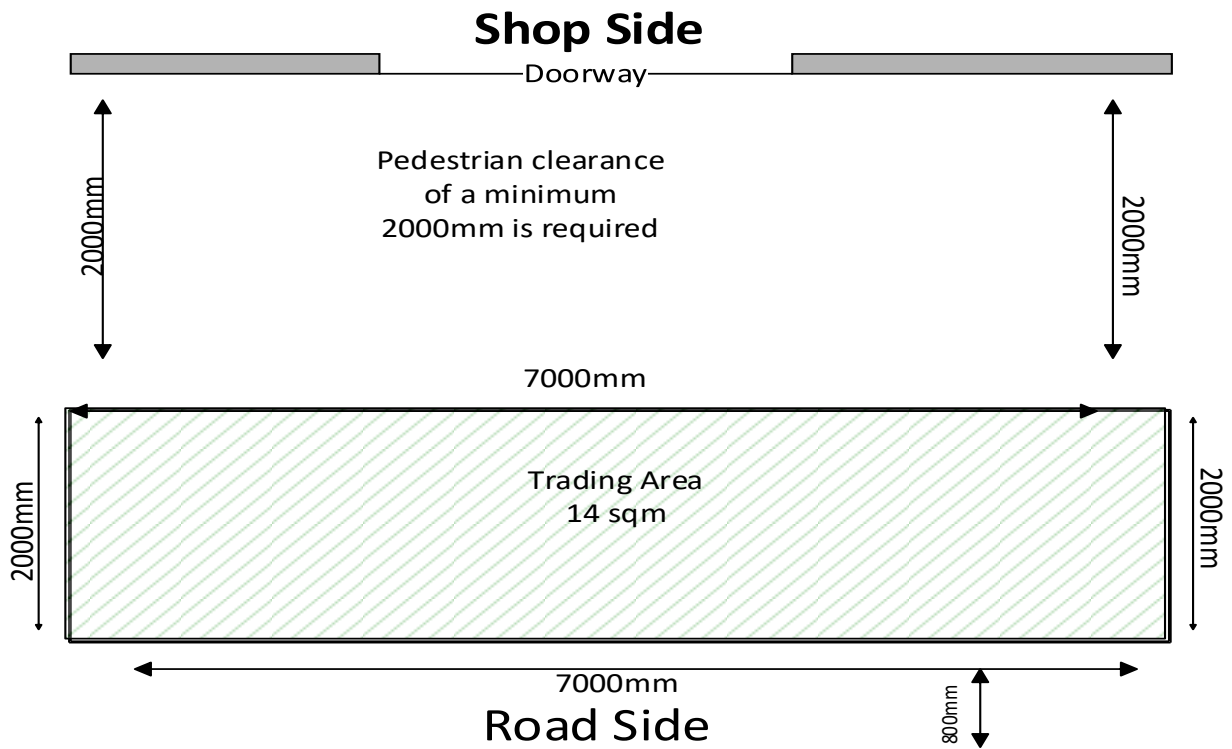 Shop Side
Doorway
Pedestrian clearance
of a minimum
2000mm is required
2000mm
2000mm
7000mm
Trading Area
14 sqm
2000mm
2000mm
7000mm
800mm
Road Side